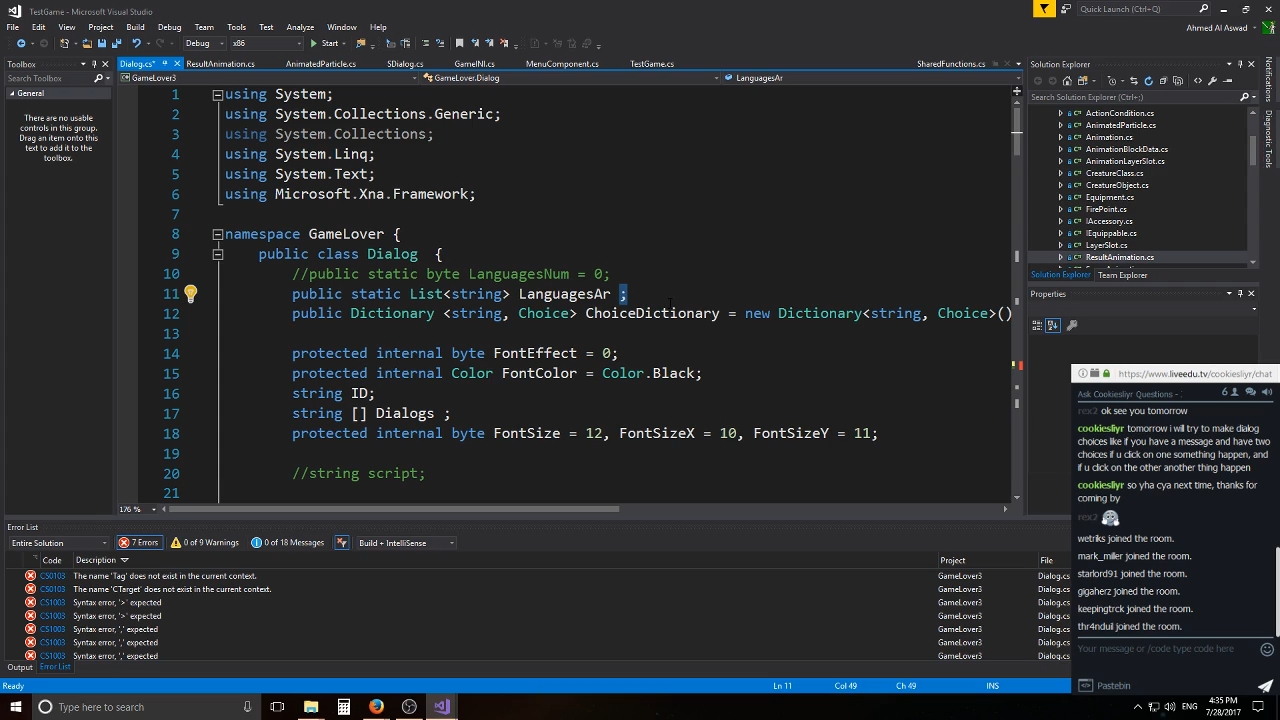 TestGame - Microsoft Visual Studio
Quick Launch (Ctrl+Q)
File Edit View Project Build Debug Team Tools Test Analyze Window Help
Ahmed Al Aswad
Debug x86 Start
Toolbox
Search Toolbox
General
There are no usable
controls in this group.
Drag an item onto this
text to add it to the
toolbox.
Dialog.cs* ResultAnimation.cs AnimatedParticle.cs SDialog.cs GameINI.cs MenuComponent.cs TestGame.cs SharedFunctions.cs
GameLover3 GameLover.Dialog LanguagesAr
1 using System;
2 using System.Collections.Generic;
3 using System.Collections;
4 using System.Linq;
5 using System.Text;
6 using Microsoft.Xna.Framework;
7
8 namespace GameLover {
9 public class Dialog {
10 //public static byte LanguagesNum = 0;
11 public static List<string> LanguagesAr ;
12 public Dictionary <string, Choice> ChoiceDictionary = new Dictionary<string, Choice>()
13
14 protected internal byte FontEffect = 0;
15 protected internal Color FontColor = Color.Black;
16 string ID;
17 string [] Dialogs ;
18 protected internal byte FontSize = 12, FontSizeX = 10, FontSizeY = 11;
19
20 //string script;
21
176 %
Solution Explorer
Search Solution Explorer (Ctrl+;)
ActionCondition.cs
AnimatedParticle.cs
Animation.cs
AnimationBlockData.cs
AnimationLayerSlot.cs
CreatureClass.cs
CreatureObject.cs
Equipment.cs
FirePoint.cs
IAccessory.cs
IEquippable.cs
LayerSlot.cs
ResultAnimation.cs
Solution Explorer Team Explorer
Properties
Notifications
Diagnostic Tools
https://www.liveedu.tv/cookiesliyr/chat
Ask Cookiesliyr Questions - 6
rex2 ok see you tomorrow
cookiesliyr tomorrow i will try to make dialog
choices like if you have a message and have two
choices if u click on one something happen, and
if u click on the other another thing happen
cookiesliyr so yha cya next time, thanks for
coming by
rex2
wetriks joined the room.
mark_miler joined the room.
starlord91 joined the room.
gigaherz joined the room.
keepingtrck joined the room.
thr4nduil joined the room.
Your message or /code type code here
Pastebin
Error List
Entire Solution 7 Errors 0 of 9 Warnings 0 of 18 Messages Build + IntelliSense
Code Description Project File
CS0103 The name 'Tag' does not exist in the current context. GameLover3 Dialog.cs
CS0103 The name 'CTarget' does not exist in the current context. GameLover3 Dialog.cs
CS1003 Syntax error, '>' expected GameLover3 Dialog.cs
CS1003 Syntax error, '>' expected GameLover3 Dialog.cs
CS1003 Syntax error, ',' expected GameLover3 Dialog.cs
CS1003 Syntax error, ',' expected GameLover3 Dialog.cs
CS1003 Syntax error, ',' expected GameLover3 Dialog.cs
Output Error List
Ready Ln 11 Col 49 Ch 49 INS
Type here to search
4:35 PM
7/28/2017